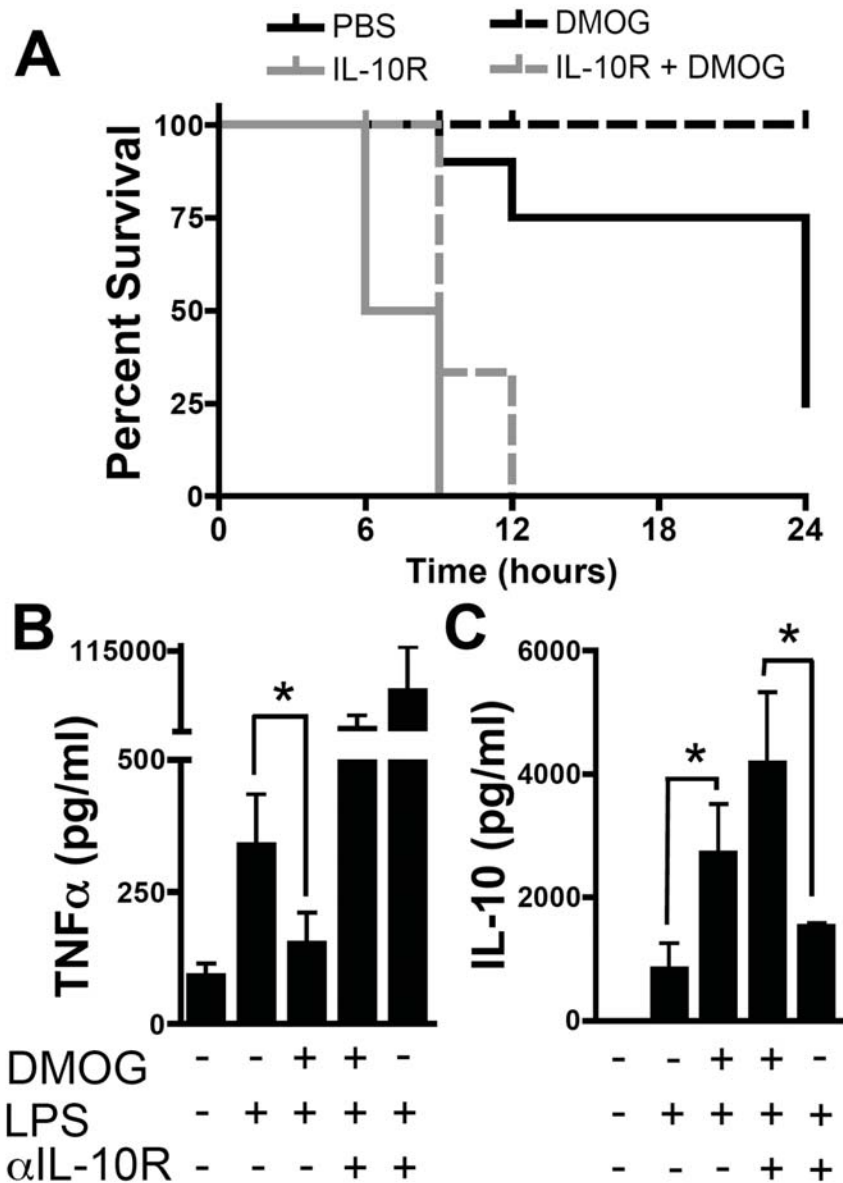 A
PBS DMOG
IL-10R IL-10R + DMOG
Percent Survival
100
75
50
25
0
0 6 12 18 24
Time (hours)
B
TNFα (pg/ml)
115000
500
250
0
*
C
IL-10 (pg/ml)
6000
4000
2000
0
* *
DMOG - - + + - - - + + -
LPS - + + + + - + + + +
αIL-10R - - - + + - - - + +